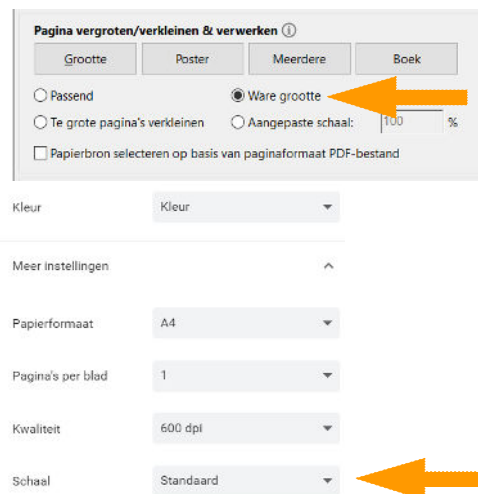 Pagina vergroten/verkleinen & verwerken ⓘ
Grootte Poster Meerdere Boek
Passend Ware grootte
Te grote pagina's verkleinen Aangepaste schaal: 100 %
Papierbron selecteren op basis van paginaformaat PDF-bestand
Kleur Kleur
Meer instellingen
Papierformaat A4
Pagina's per blad 1
Kwaliteit 600 dpi
Schaal Standaard